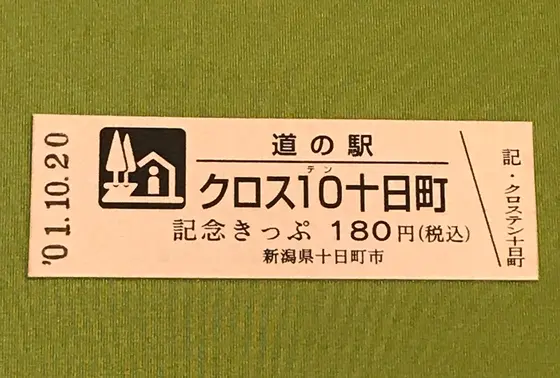 '01.10.20
道の駅
テン
クロス10十日町
記念きっぷ 180円(税込)
新潟県十日町市
記・クロステン十日町